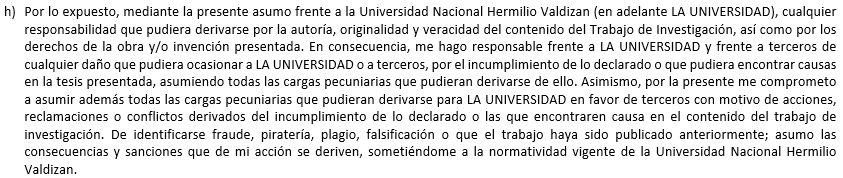 h) Por lo expuesto, mediante la presente asumo frente a la Universidad Nacional Hermilio Valdizan (en adelante LA UNIVERSIDAD), cualquier
responsabilidad que pudiera derivarse por la autoría, originalidad y veracidad del contenido del Trabajo de Investigación, así como por los
derechos de la obra y/o invención presentada. En consecuencia, me hago responsable frente a LA UNIVERSIDAD y frente a terceros de
cualquier daño que pudiera ocasionar a LA UNIVERSIDAD o a terceros, por el incumplimiento de lo declarado o que pudiera encontrar causas
en la tesis presentada, asumiendo todas las cargas pecuniarias que pudieran derivarse de ello. Asimismo, por la presente me comprometo
a asumir además todas las cargas pecuniarias que pudieran derivarse para LA UNIVERSIDAD en favor de terceros con motivo de acciones,
reclamaciones o conflictos derivados del incumplimiento de lo declarado o las que encontraren causa en el contenido del trabajo de
investigación. De identificarse fraude, piratería, plagio, falsificación o que el trabajo haya sido publicado anteriormente; asumo las
consecuencias y sanciones que de mi acción se deriven, sometiéndome a la normatividad vigente de la Universidad Nacional Hermilio
Valdizan.